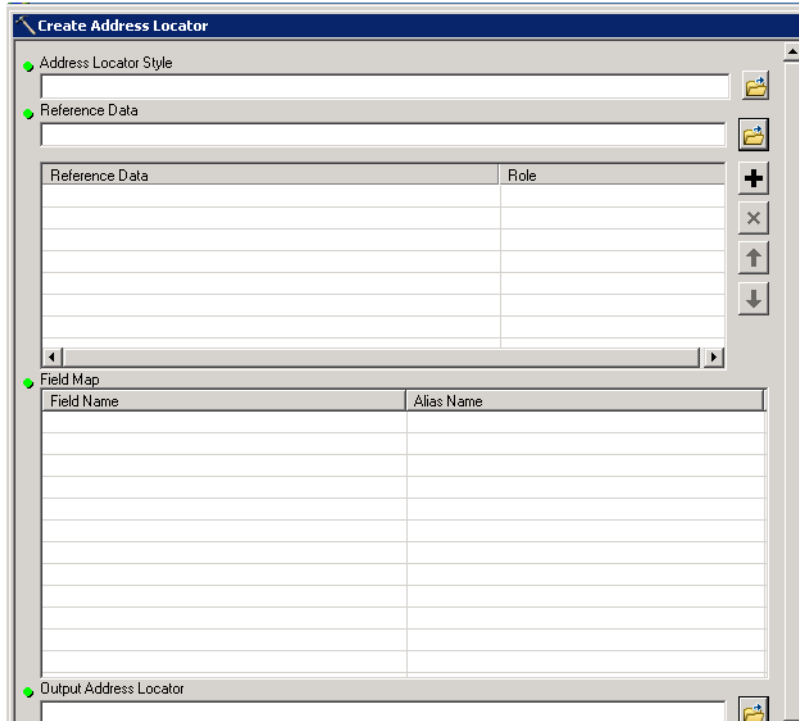 Create Address Locator
Address Locator Style
Reference Data
Reference Data Role
Field Map
Field Name Alias Name
Output Address Locator